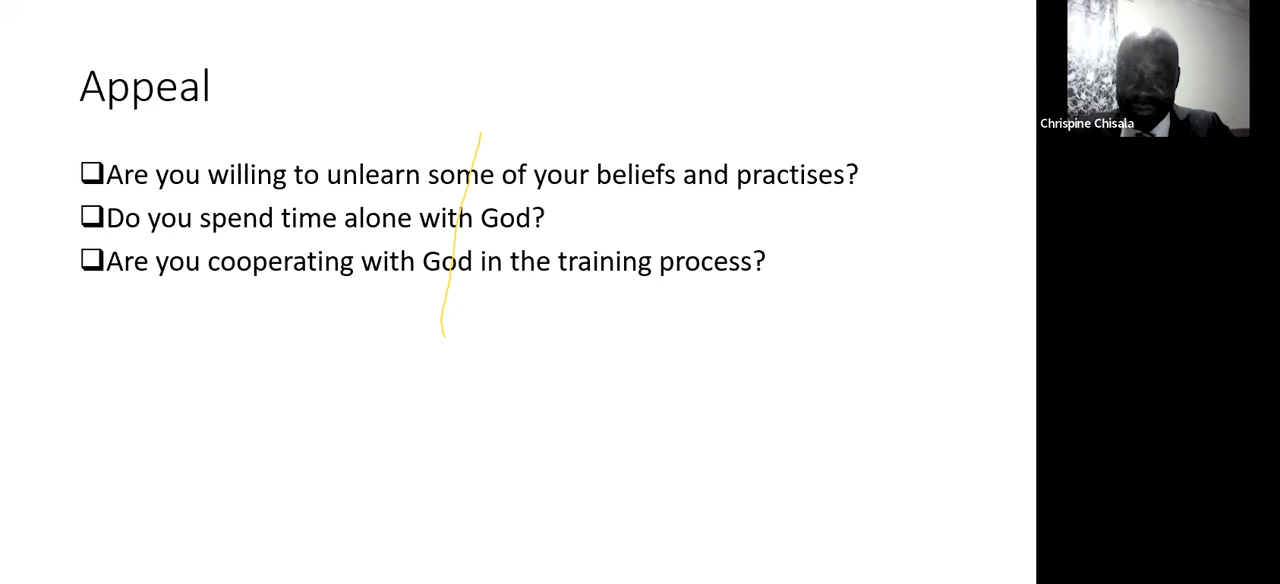 Appeal
❑Are you willing to unlearn some of your beliefs and practises?
❑Do you spend time alone with God?
❑Are you cooperating with God in the training process?
Chrispine Chisala